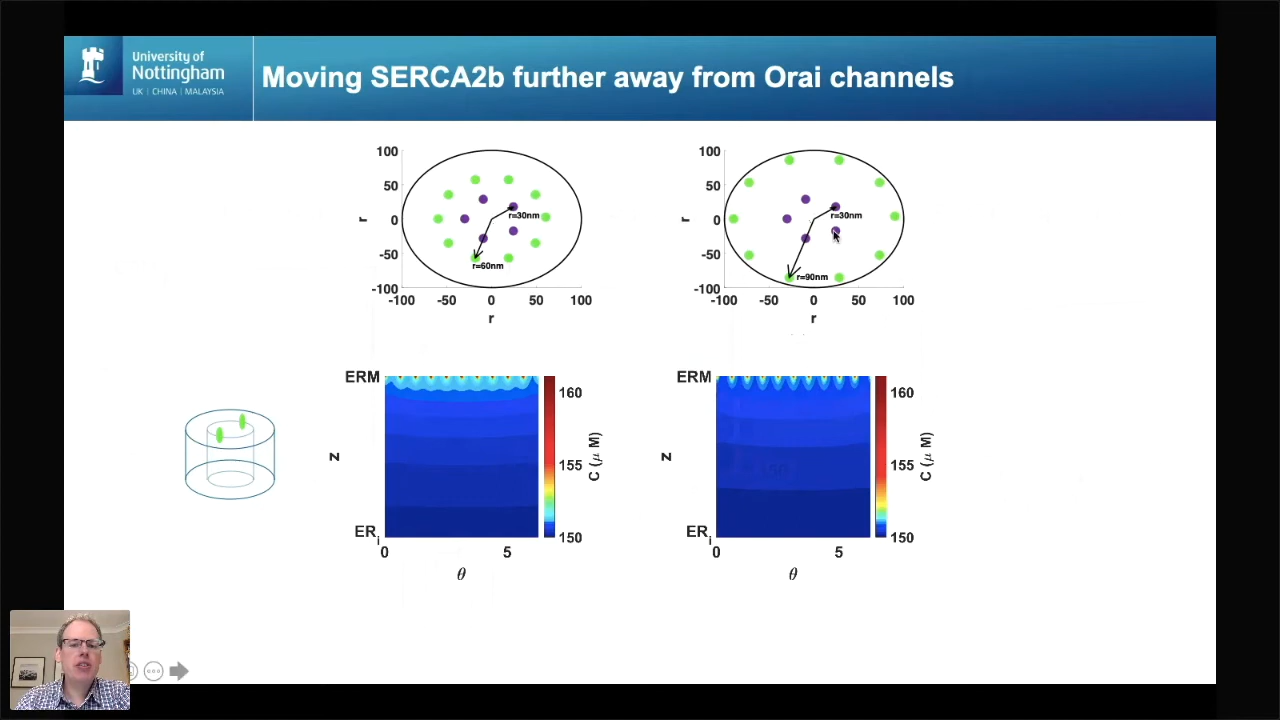 University of
Nottingham
UK | CHINA | MALAYSIA
Moving SERCA2b further away from Orai channels
100
50
0
-50
-100
r
r=30nm
r=60nm
-100 -50 0 50 100
r
100
50
0
-50
-100
r
r=30nm
r=90nm
-100 -50 0 50 100
r
ERM
z
ERi
0 5
θ
160
155
150
C (μ M)
ERM
z
ERi
0 5
θ
160
155
150
C (μ M)